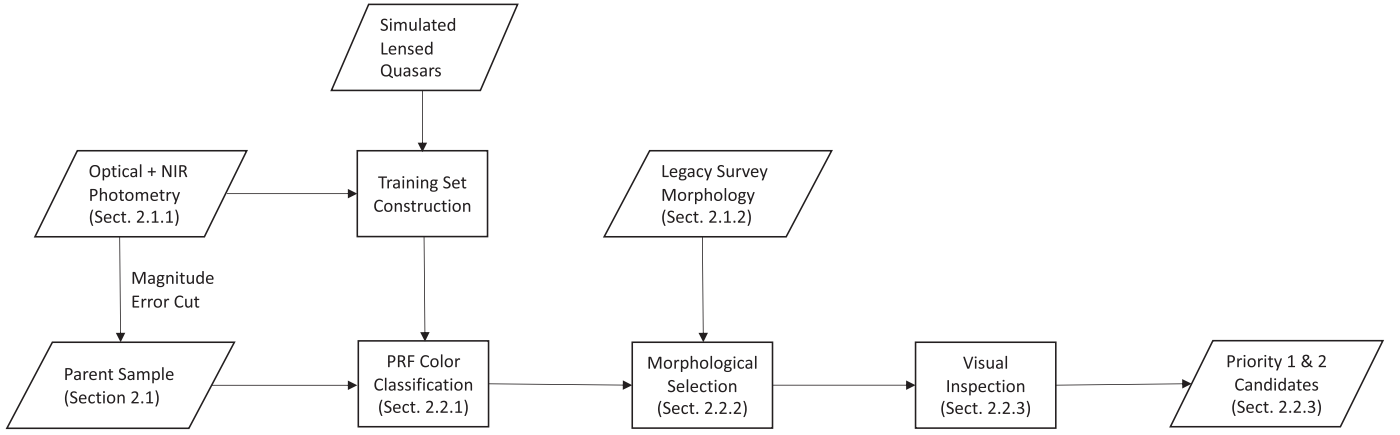 Simulated
Lensed
Quasars
Optical + NIR
Photometry
(Sect. 2.1.1)
Training Set
Construction
Legacy Survey
Morphology
(Sect. 2.1.2)
Magnitude
Error Cut
Parent Sample
(Section 2.1)
PRF Color
Classification
(Sect. 2.2.1)
Morphological
Selection
(Sect. 2.2.2)
Visual
Inspection
(Sect. 2.2.3)
Priority 1 & 2
Candidates
(Sect. 2.2.3)